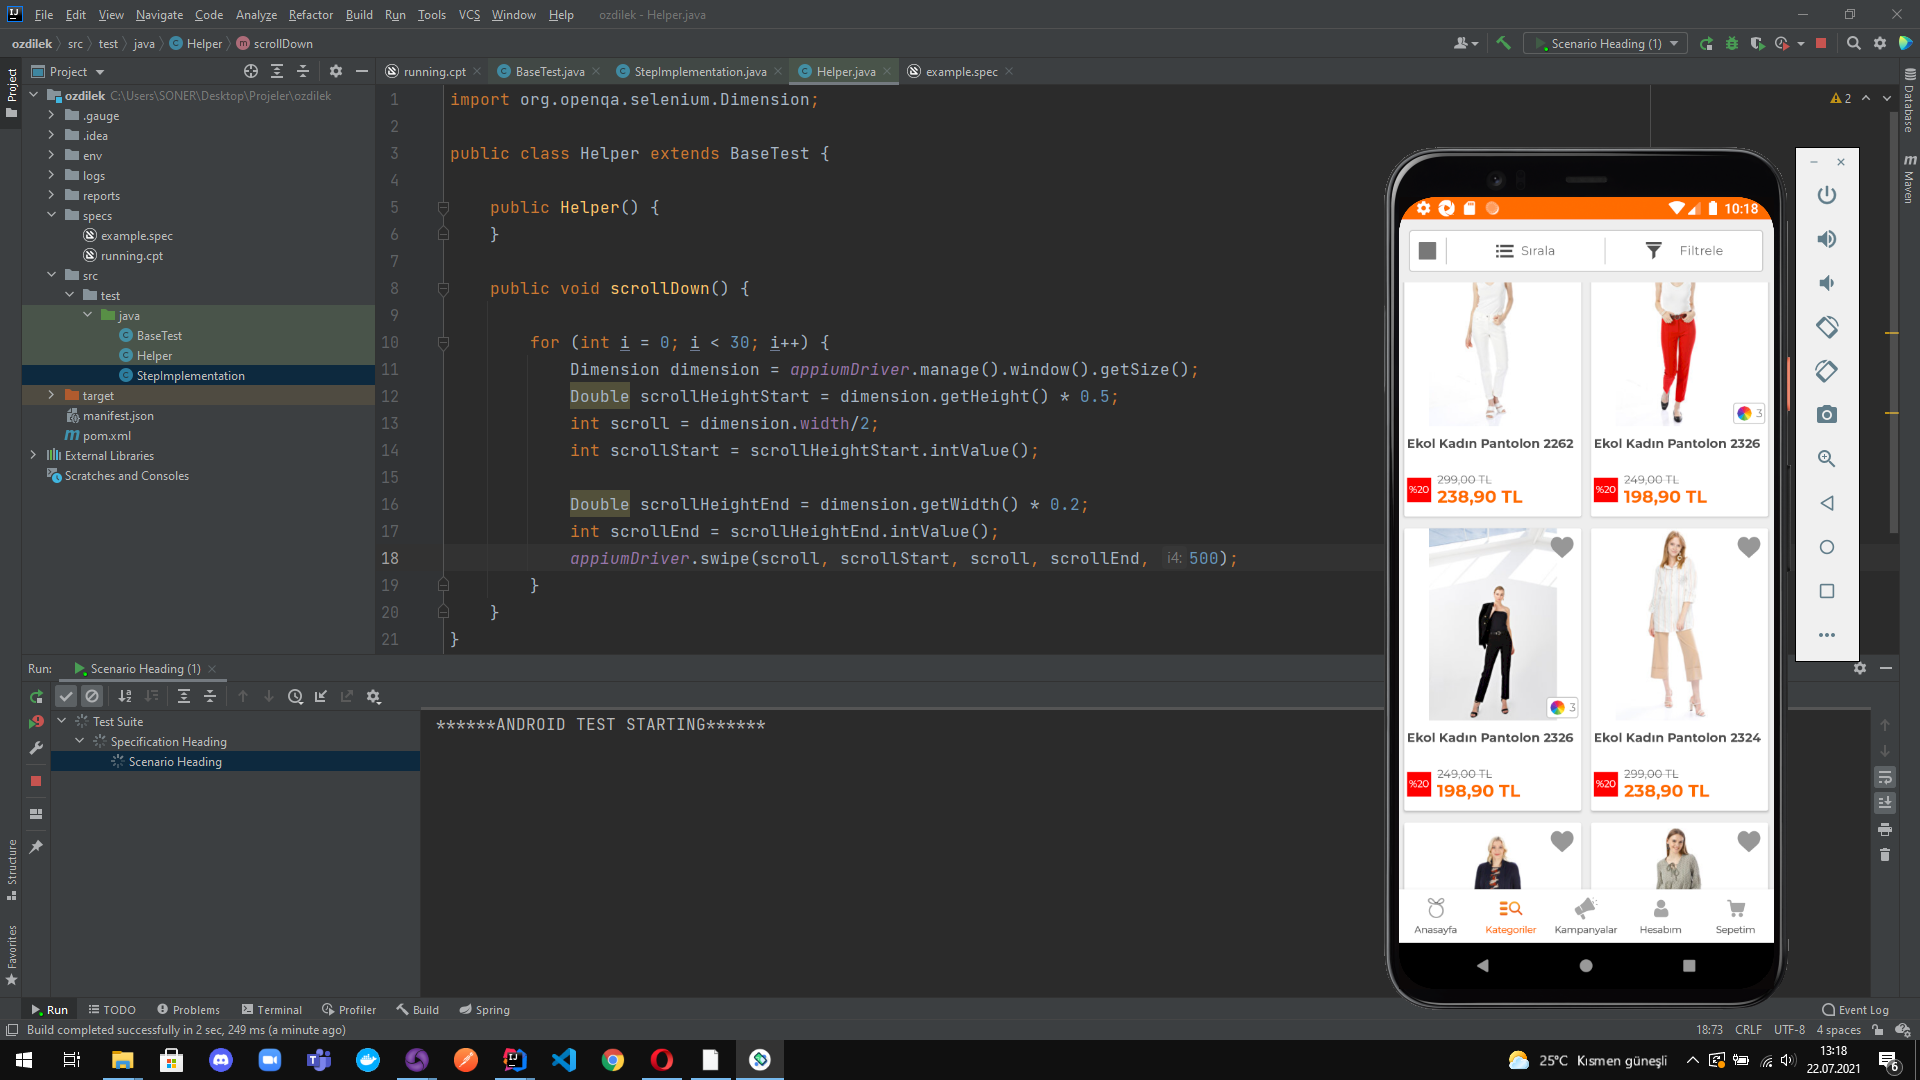 File Edit View Navigate Code Analyze Refactor Build Run Tools VCS Window Help ozdilek - Helper.java
ozdilek src test java Helper scrollDown Scenario Heading (1)
Project running.cpt BaseTest.java StepImplementation.java Helper.java example.spec
Project
ozdilek C:\Users\SONER\Desktop\Projeler\ozdilek
.gauge
.idea
env
logs
reports
specs
example.spec
running.cpt
src
test
java
BaseTest
Helper
StepImplementation
target
manifest.json
pom.xml
External Libraries
Scratches and Consoles
1 import org.openqa.selenium.Dimension;
2
3 public class Helper extends BaseTest {
4
5 public Helper() {
6 }
7
8 public void scrollDown() {
9
10 for (int i = 0; i < 30; i++) {
11 Dimension dimension = appiumDriver.manage().window().getSize();
12 Double scrollHeightStart = dimension.getHeight() * 0.5;
13 int scroll = dimension.width/2;
14 int scrollStart = scrollHeightStart.intValue();
15
16 Double scrollHeightEnd = dimension.getWidth() * 0.2;
17 int scrollEnd = scrollHeightEnd.intValue();
18 appiumDriver.swipe(scroll, scrollStart, scroll, scrollEnd, i4: 500);
19 }
20 }
21 }
2
Database
Maven
10:18
Sırala Filtrele
3
Ekol Kadın Pantolon 2262 Ekol Kadın Pantolon 2326
%20 299,00 TL 238,90 TL %20 249,00 TL 198,90 TL
3
Ekol Kadın Pantolon 2326 Ekol Kadın Pantolon 2324
%20 249,00 TL 198,90 TL %20 299,00 TL 238,90 TL
Anasayfa Kategoriler Kampanyalar Hesabım Sepetim
Run: Scenario Heading (1)
Test Suite
Specification Heading
Scenario Heading
******ANDROID TEST STARTING******
Structure
Favorites
Run TODO Problems Terminal Profiler Build Spring Event Log
Build completed successfully in 2 sec, 249 ms (a minute ago) 18:73 CRLF UTF-8 4 spaces
25°C Kısmen güneşli 13:18
22.07.2021 6